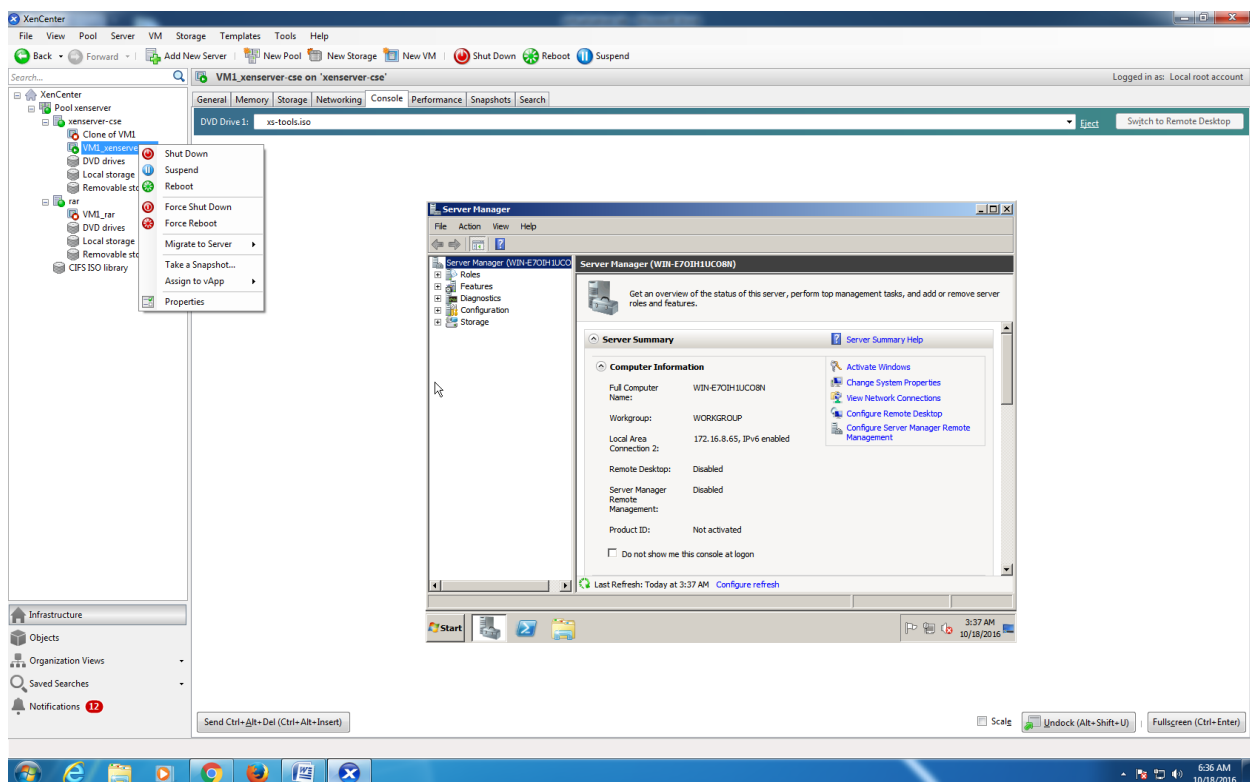 XenCenter
File View Pool Server VM Storage Templates Tools Help
Back Forward Add New Server New Pool New Storage New VM Shut Down Reboot Suspend
Search...
VM1_xenserver-cse on 'xenserver-cse'
Logged in as: Local root account
XenCenter
Pool xenserver
xenserver-cse
Clone of VM1
VM1_xenserve
DVD drives
Local storage
Removable sto
rar
VM1_rar
DVD drives
Local storage
Removable sto
CIFS ISO library
Shut Down
Suspend
Reboot
Force Shut Down
Force Reboot
Migrate to Server
Take a Snapshot...
Assign to vApp
Properties
General Memory Storage Networking Console Performance Snapshots Search
DVD Drive 1: xs-tools.iso Eject Switch to Remote Desktop
Server Manager
File Action View Help
Server Manager (WIN-E7OIH1UCO
Roles
Features
Diagnostics
Configuration
Storage
Server Manager (WIN-E7OIH1UCO8N)
Get an overview of the status of this server, perform top management tasks, and add or remove server
roles and features.
Server Summary
Server Summary Help
Computer Information
Full Computer
Name:
WIN-E7OIH1UCO8N
Workgroup:
WORKGROUP
Local Area
Connection 2:
172.16.8.65, IPv6 enabled
Remote Desktop:
Disabled
Server Manager
Remote
Management:
Disabled
Product ID:
Not activated
Do not show me this console at logon
Activate Windows
Change System Properties
View Network Connections
Configure Remote Desktop
Configure Server Manager Remote
Management
Last Refresh: Today at 3:37 AM Configure refresh
Start
3:37 AM
10/18/2016
Infrastructure
Objects
Organization Views
Saved Searches
Notifications 12
Send Ctrl+Alt+Del (Ctrl+Alt+Insert)
Scale
Undock (Alt+Shift+U)
Fullscreen (Ctrl+Enter)
6:36 AM
10/18/2016